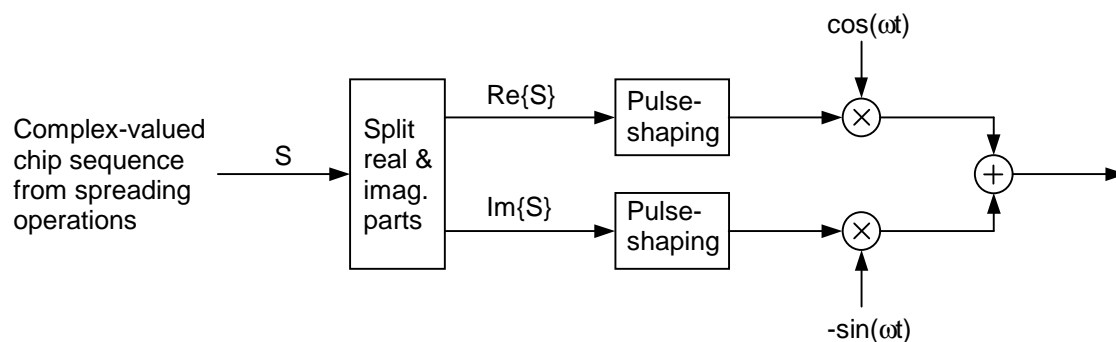 cos(ωt)
Complex-valued
chip sequence
from spreading
operations
S
Split
real &
imag.
parts
Re{S}
Pulse-
shaping
Im{S}
Pulse-
shaping
-sin(ωt)